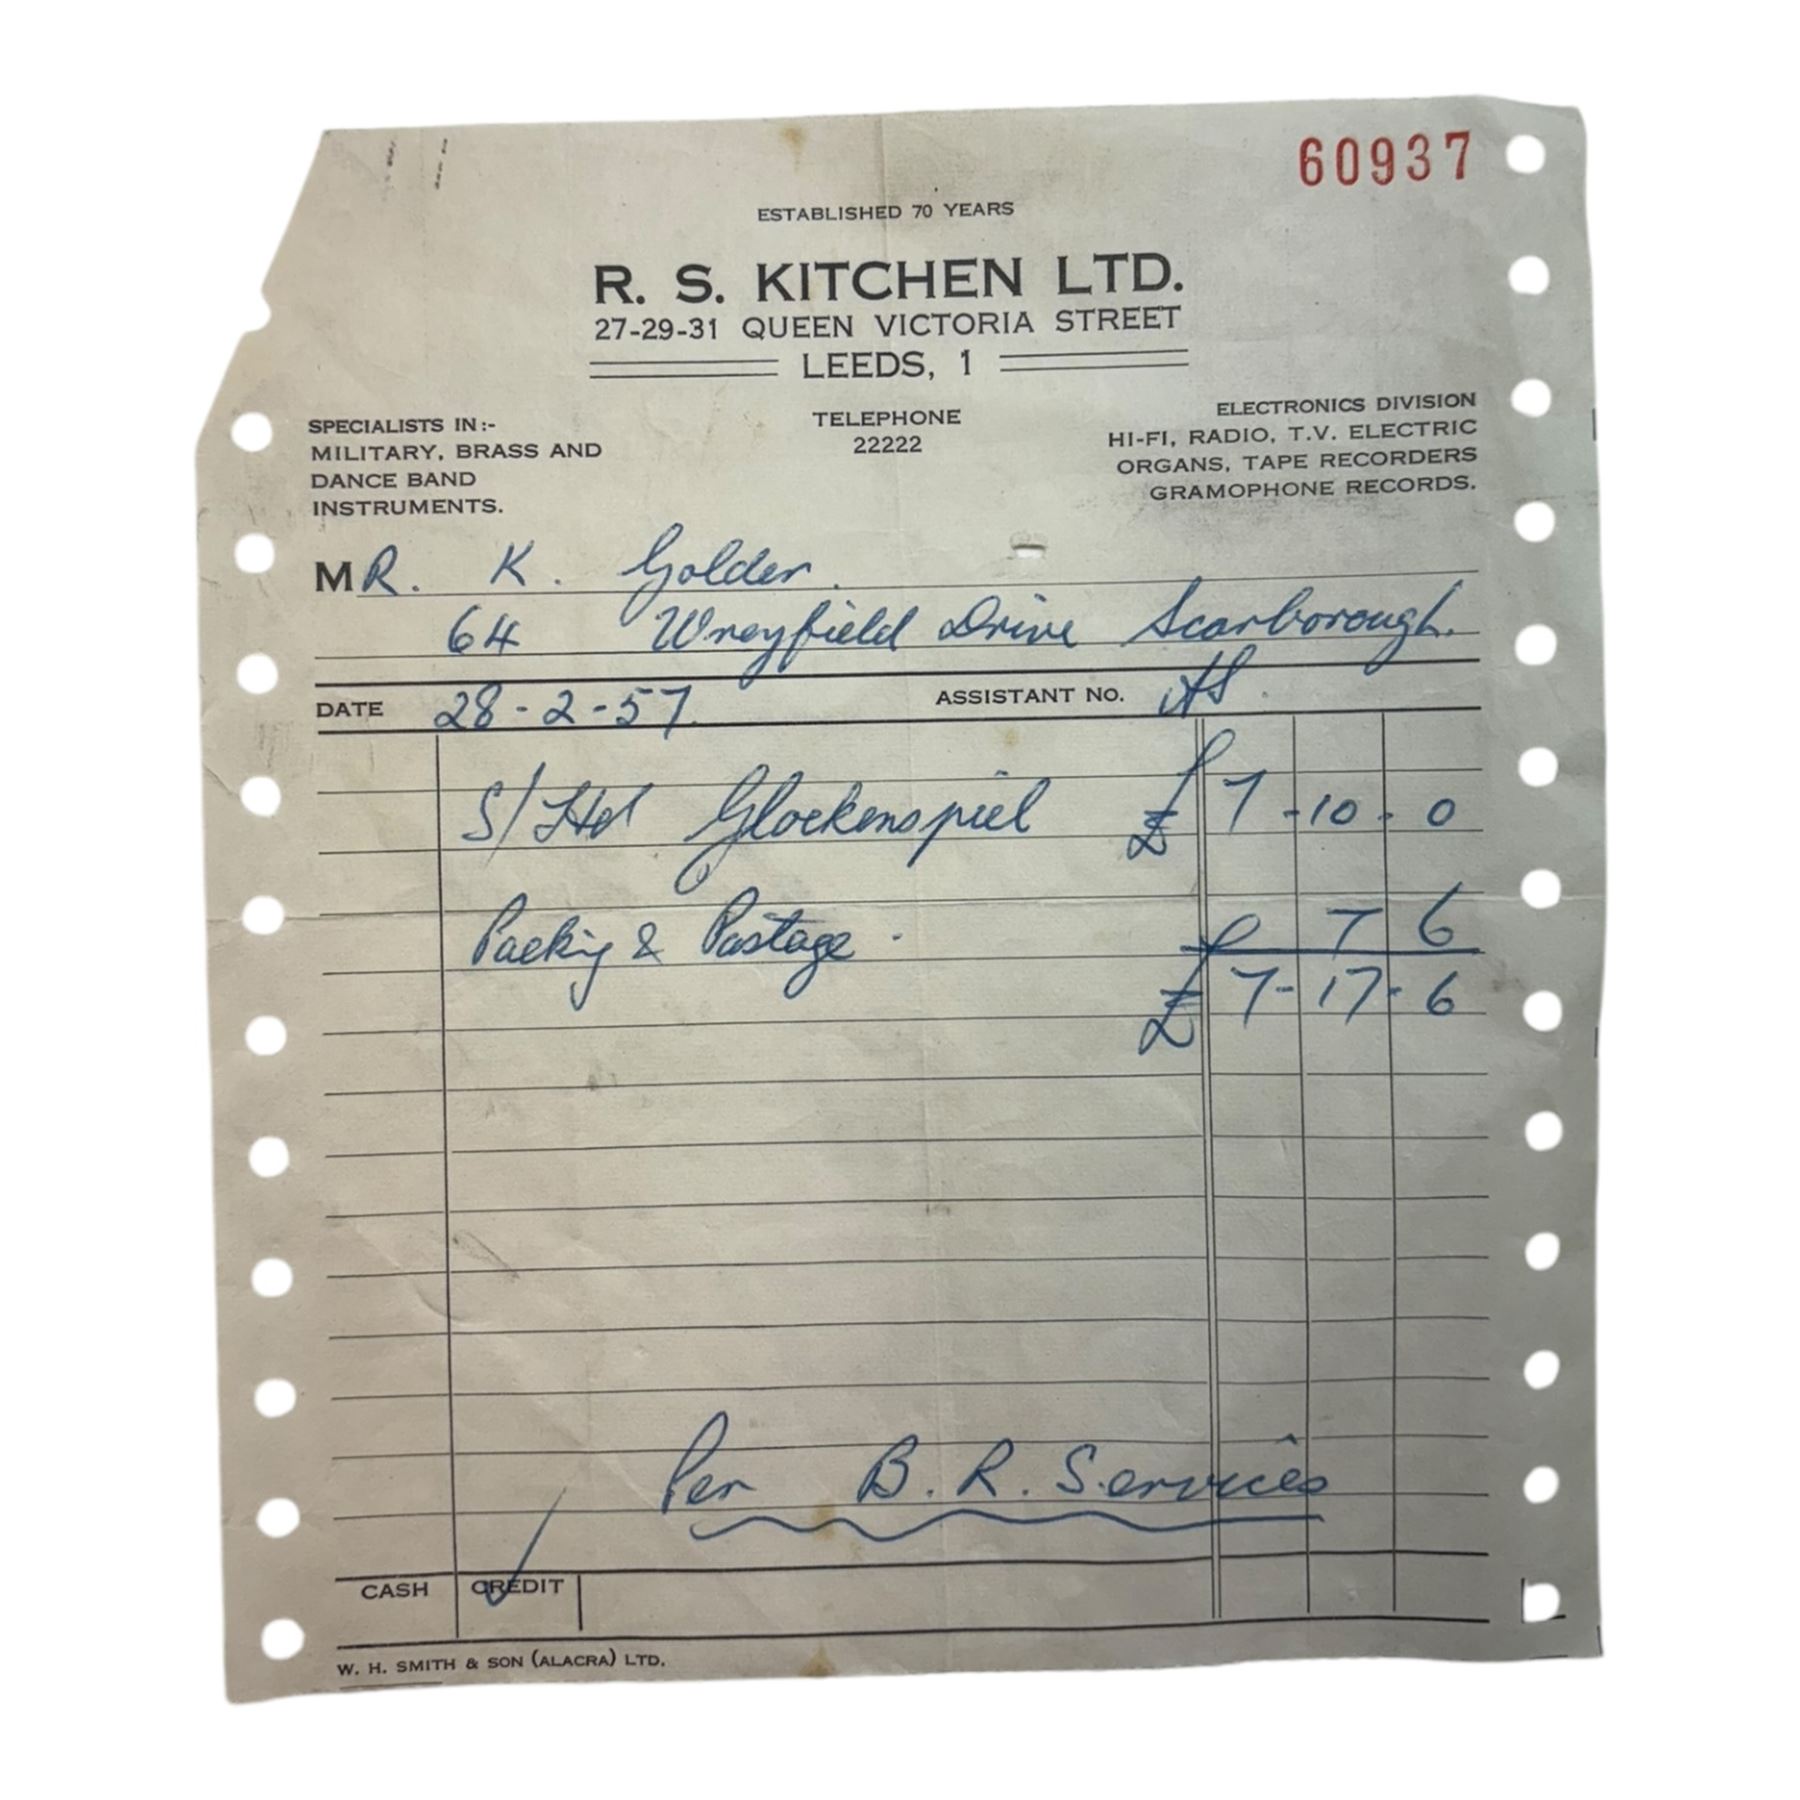 60937
ESTABLISHED 70 YEARS
R. S. KITCHEN LTD.
27-29-31 QUEEN VICTORIA STREET
LEEDS, 1
SPECIALISTS IN:-
MILITARY, BRASS AND
DANCE BAND
INSTRUMENTS.
TELEPHONE
22222
ELECTRONICS DIVISION
HI-FI, RADIO, T.V. ELECTRIC
ORGANS, TAPE RECORDERS
GRAMOPHONE RECORDS.
MR. K. Golder.
64 Wreyfield Drive Scarborough.
DATE 28-2-57. ASSISTANT NO.
S/Hd Glockenspiel £ 7-10-0
Packing & Postage. 7 6
£ 7-17-6
Per B.R. Services
CASH CREDIT
W. H. SMITH & SON (ALACRA) LTD.